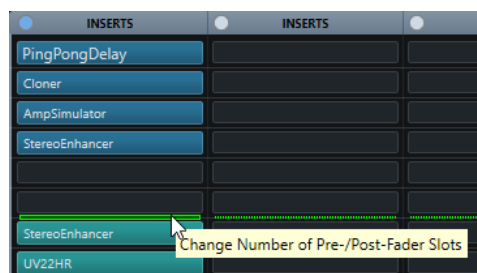 INSERTS
INSERTS
PingPongDelay
Cloner
AmpSimulator
StereoEnhancer
StereoEnhancer
Change Number of Pre-/Post-Fader Slots
UV22HR